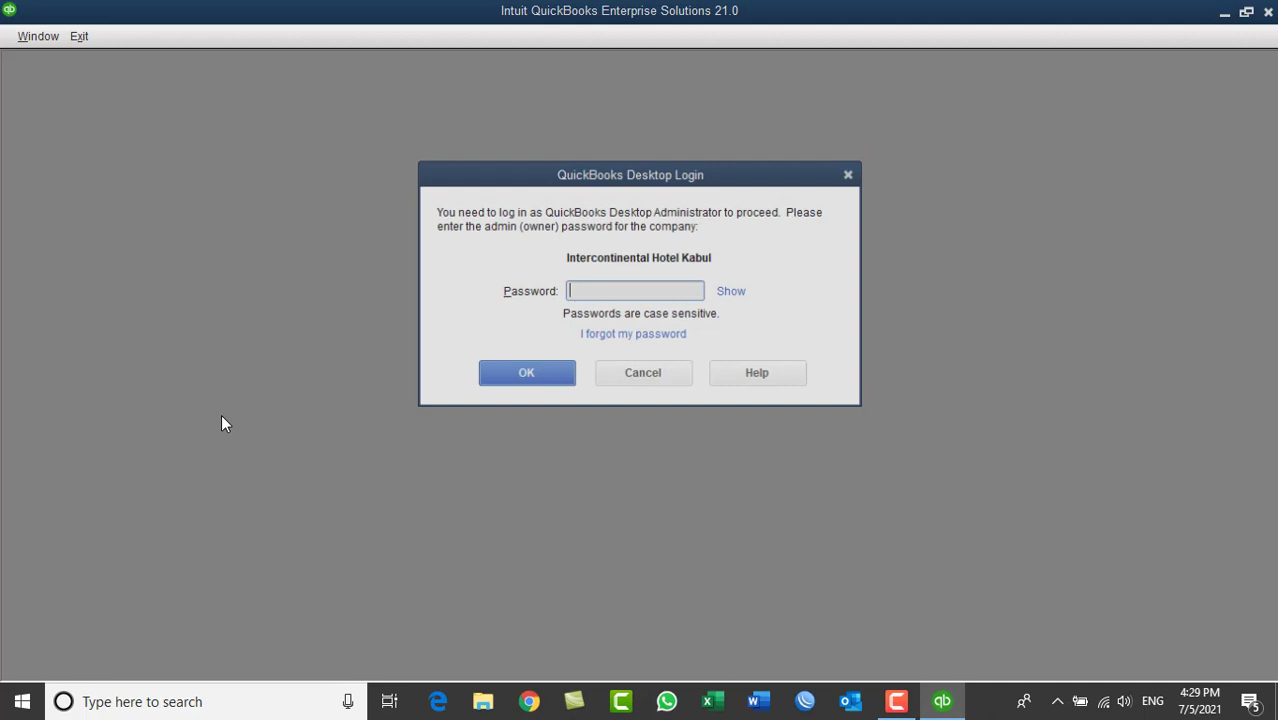 Intuit QuickBooks Enterprise Solutions 21.0
Window Exit
QuickBooks Desktop Login
You need to log in as QuickBooks Desktop Administrator to proceed. Please
enter the admin (owner) password for the company:
Intercontinental Hotel Kabul
Password: Show
Passwords are case sensitive.
I forgot my password
OK Cancel Help
Type here to search
ENG
4:29 PM
7/5/2021
5